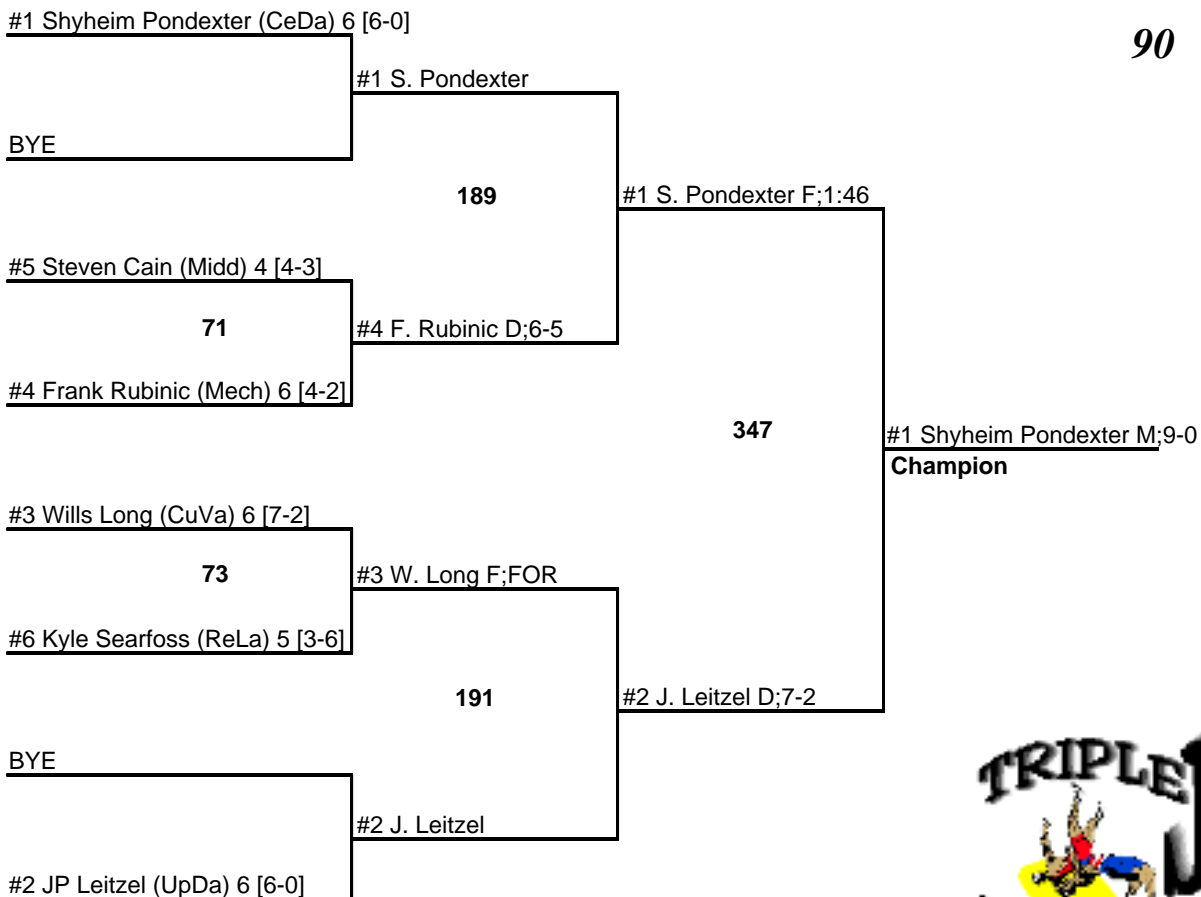 #1 Shyheim Pondexter (CeDa) 6 [6-0]
90
#1 S. Pondexter
BYE
189
#1 S. Pondexter F;1:46
#5 Steven Cain (Midd) 4 [4-3]
71
#4 F. Rubinic D;6-5
#4 Frank Rubinic (Mech) 6 [4-2]
347
#1 Shyheim Pondexter M;9-0
Champion
#3 Wills Long (CuVa) 6 [7-2]
73
#3 W. Long F;FOR
#6 Kyle Searfoss (ReLa) 5 [3-6]
191
#2 J. Leitzel D;7-2
BYE
TRIPLE
#2 J. Leitzel
#2 JP Leitzel (UpDa) 6 [6-0]